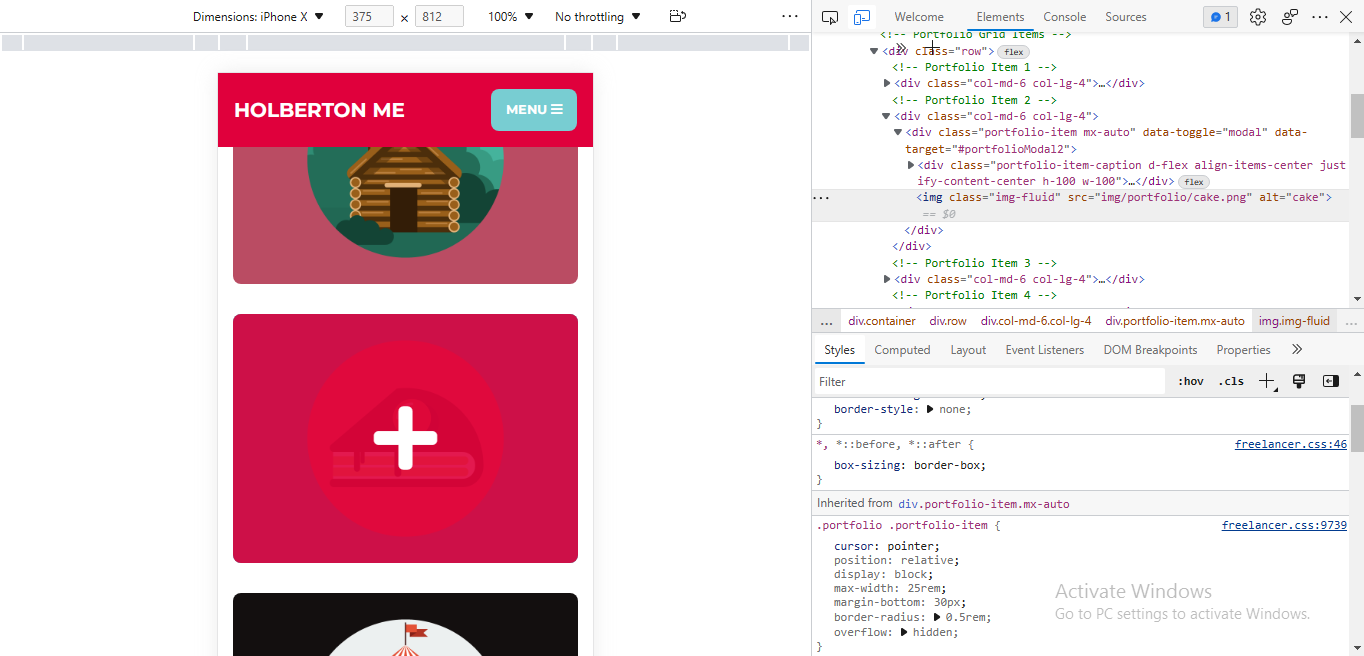 Dimensions: iPhone X ▼ 375 × 812 100% ▼ No throttling ▼ ...
HOLBERTON ME
MENU ☰
Welcome Elements Console Sources 1
<!-- Portfolio Grid Items -->
▼<div class="row"> flex
<!-- Portfolio Item 1 -->
▶<div class="col-md-6 col-lg-4">…</div>
<!-- Portfolio Item 2 -->
▼<div class="col-md-6 col-lg-4">
▼<div class="portfolio-item mx-auto" data-toggle="modal" data-
target="#portfolioModal2">
▶<div class="portfolio-item-caption d-flex align-items-center just
ify-content-center h-100 w-100">…</div> flex
<img class="img-fluid" src="img/portfolio/cake.png" alt="cake">
== $0
</div>
</div>
<!-- Portfolio Item 3 -->
▶<div class="col-md-6 col-lg-4">…</div>
<!-- Portfolio Item 4 -->
... div.container div.row div.col-md-6.col-lg-4 div.portfolio-item.mx-auto img.img-fluid ...
Styles Computed Layout Event Listeners DOM Breakpoints Properties
Filter :hov .cls
border-style: ▶ none;
}
*, *::before, *::after { freelancer.css:46
box-sizing: border-box;
}
Inherited from div.portfolio-item.mx-auto
.portfolio .portfolio-item { freelancer.css:9739
cursor: pointer;
position: relative;
display: block;
max-width: 25rem;
margin-bottom: 30px;
border-radius: ▶ 0.5rem;
overflow: ▶ hidden;
}
Activate Windows
Go to PC settings to activate Windows.